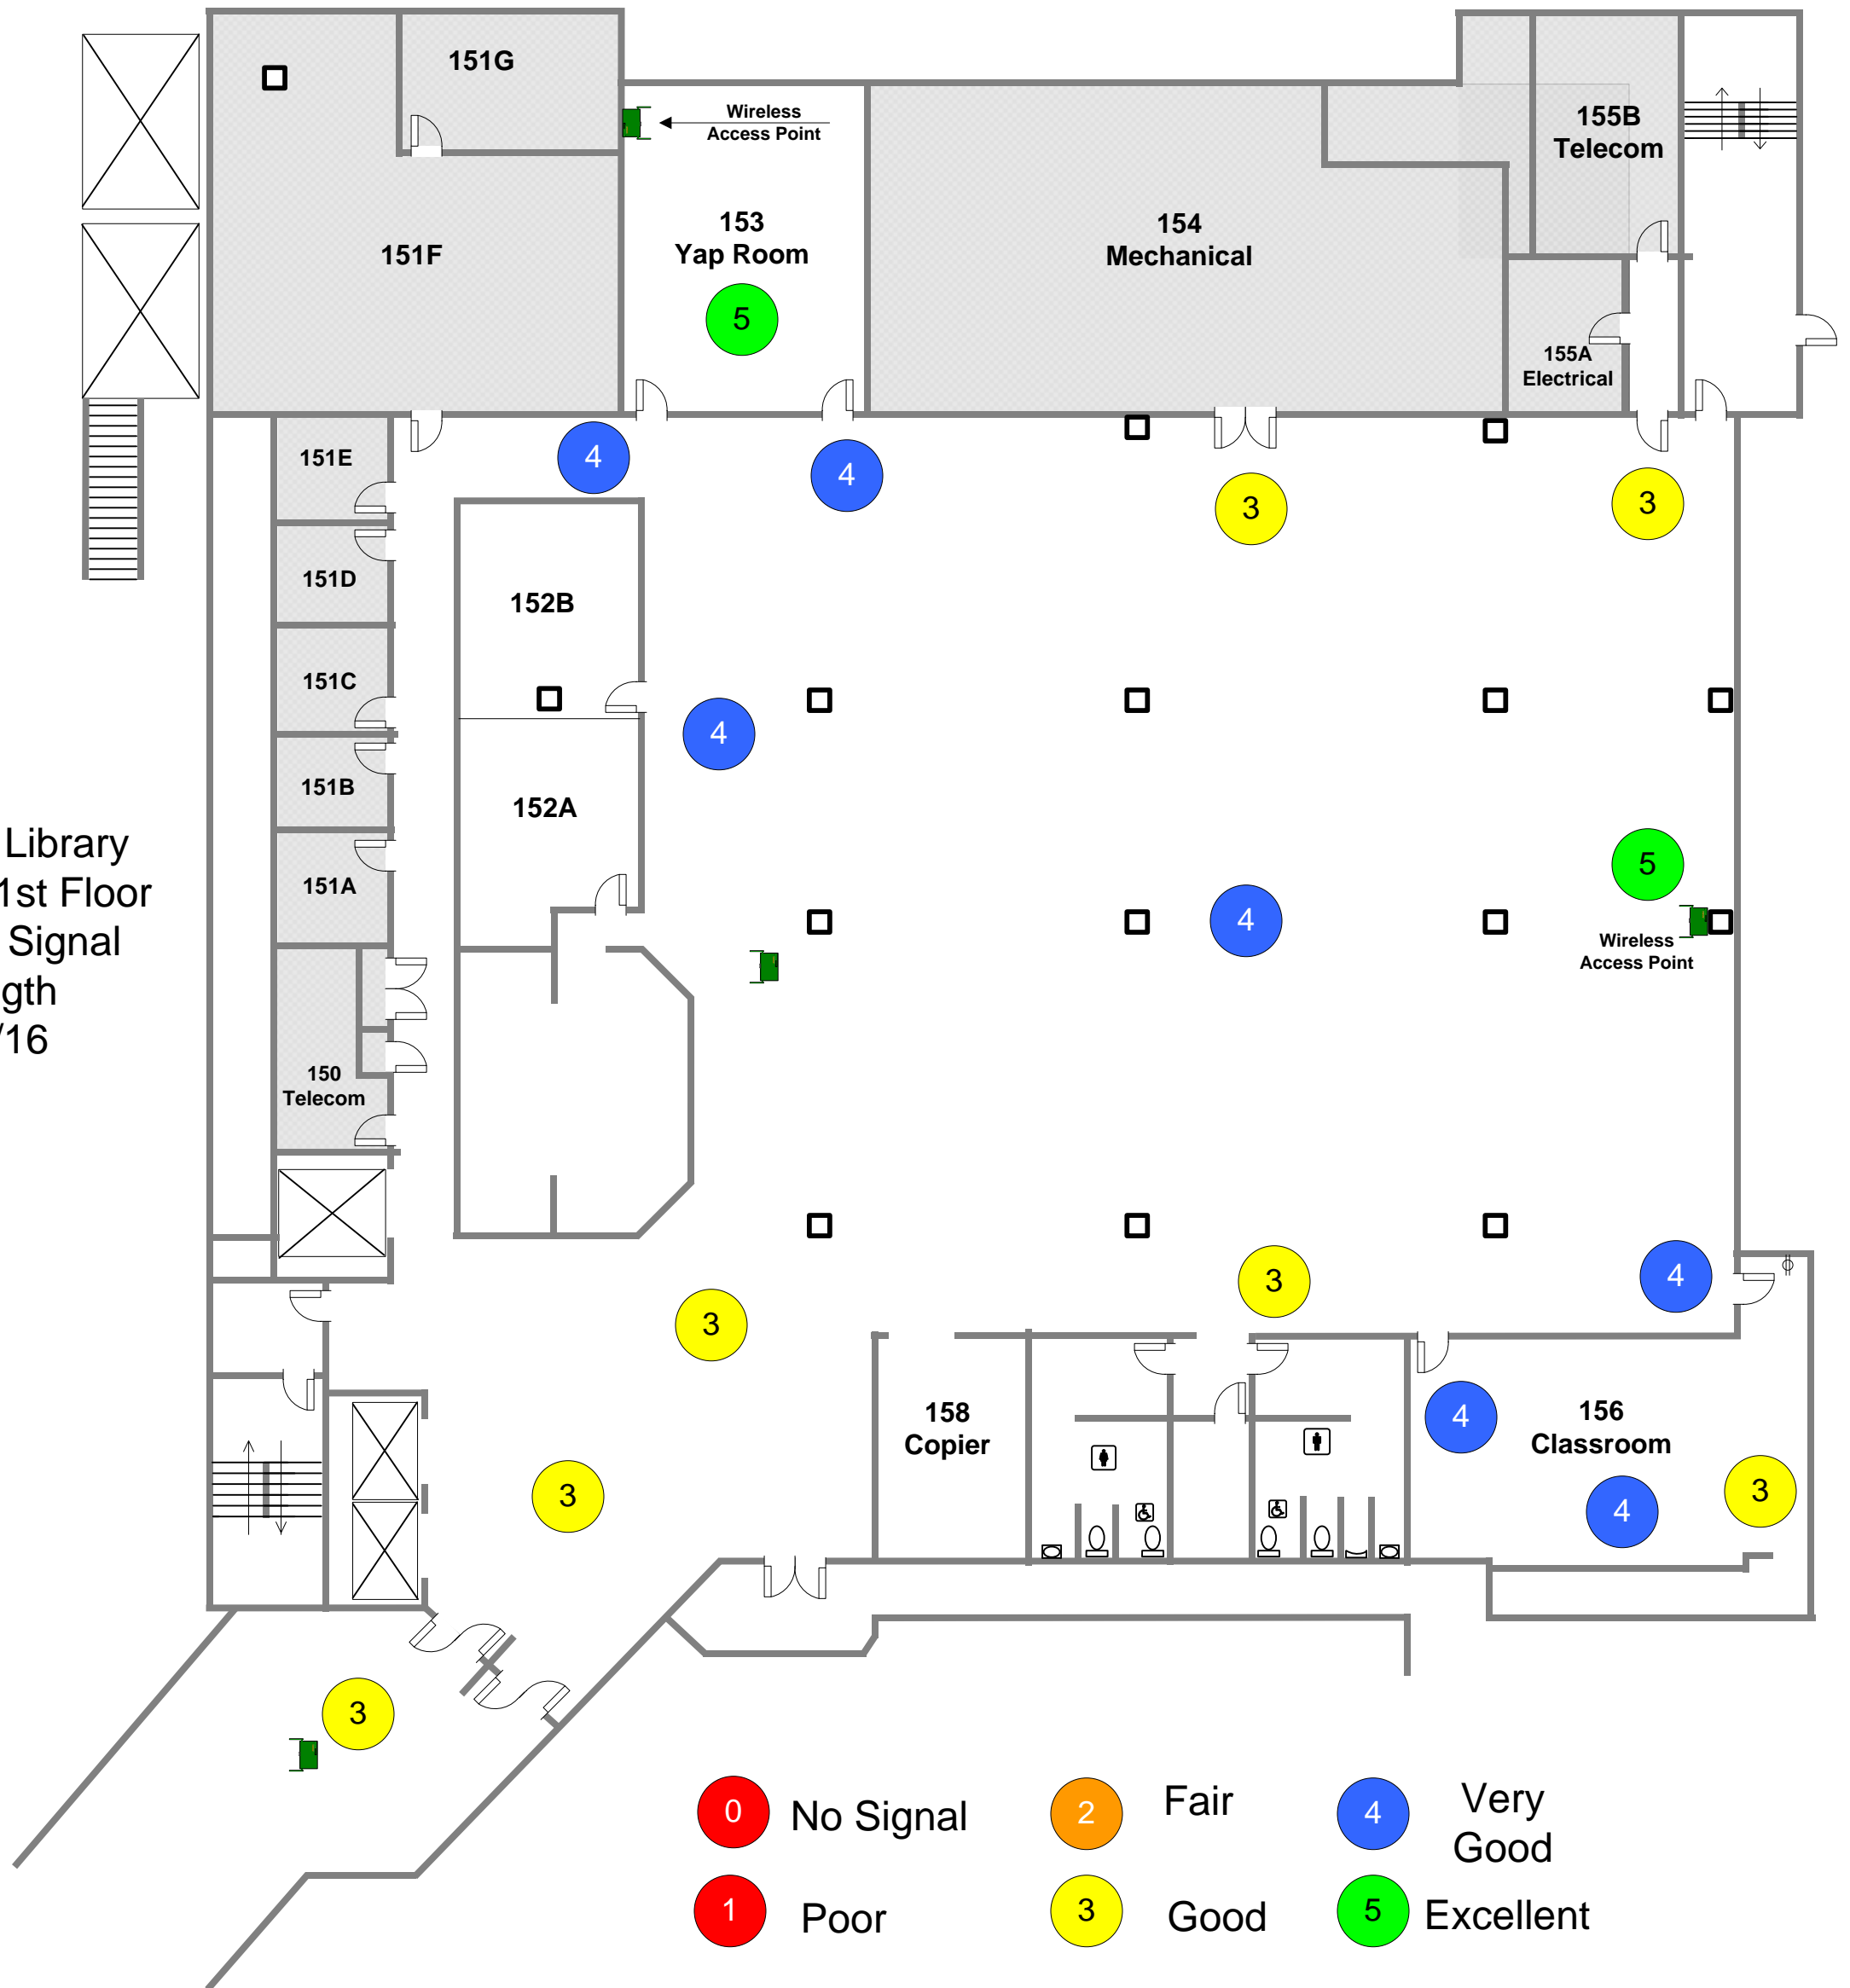 151G
Wireless
Access Point
155B
Telecom
153
Yap Room
154
Mechanical
151F
5
155A
Electrical
151E
4
4
3
3
151D
152B
151C
4
151B
152A
Library
1st Floor
Signal
gth
/16
151A
5
4
Wireless
Access Point
150
Telecom
4
3
3
158
Copier
4
156
Classroom
3
3
4
3
0
No Signal
2
Fair
4
Very
Good
1
Poor
3
Good
5
Excellent